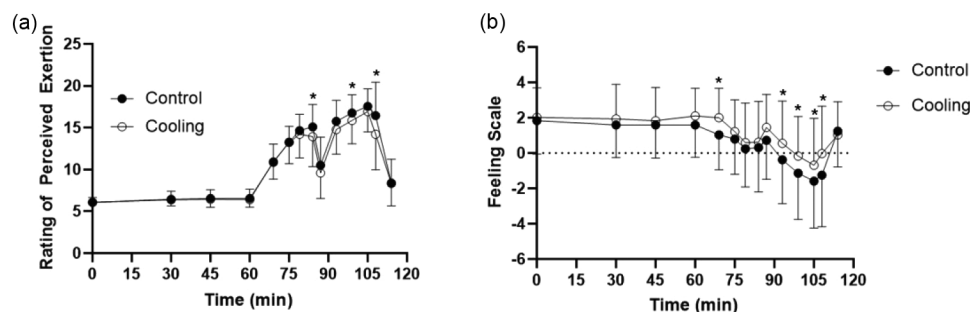 (a)
Rating of Perceived Exertion
25
20
15
10
5
0
Control
Cooling
*
*
*
0 15 30 45 60 75 90 105 120
Time (min)
(b)
Feeling Scale
6
4
2
0
-2
-4
-6
*
*
*
*
*
0 15 30 45 60 75 90 105 120
Time (min)
Control
Cooling